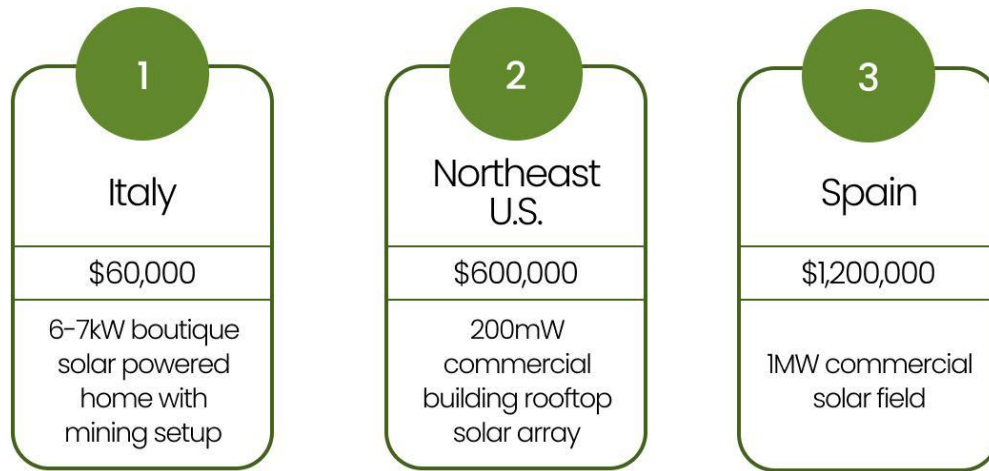 1
Italy
$60,000
6-7kW boutique
solar powered
home with
mining setup
2
Northeast
U.S.
$600,000
200mW
commercial
building rooftop
solar array
3
Spain
$1,200,000
1MW commercial
solar field